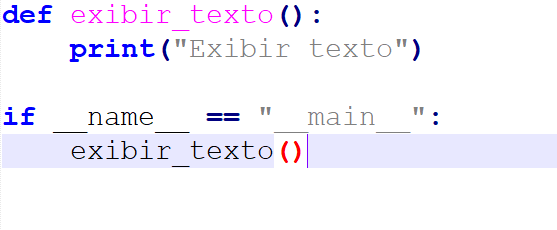 def exibir_texto():
    print("Exibir texto")
if __name__ == "__main__":
    exibir_texto()